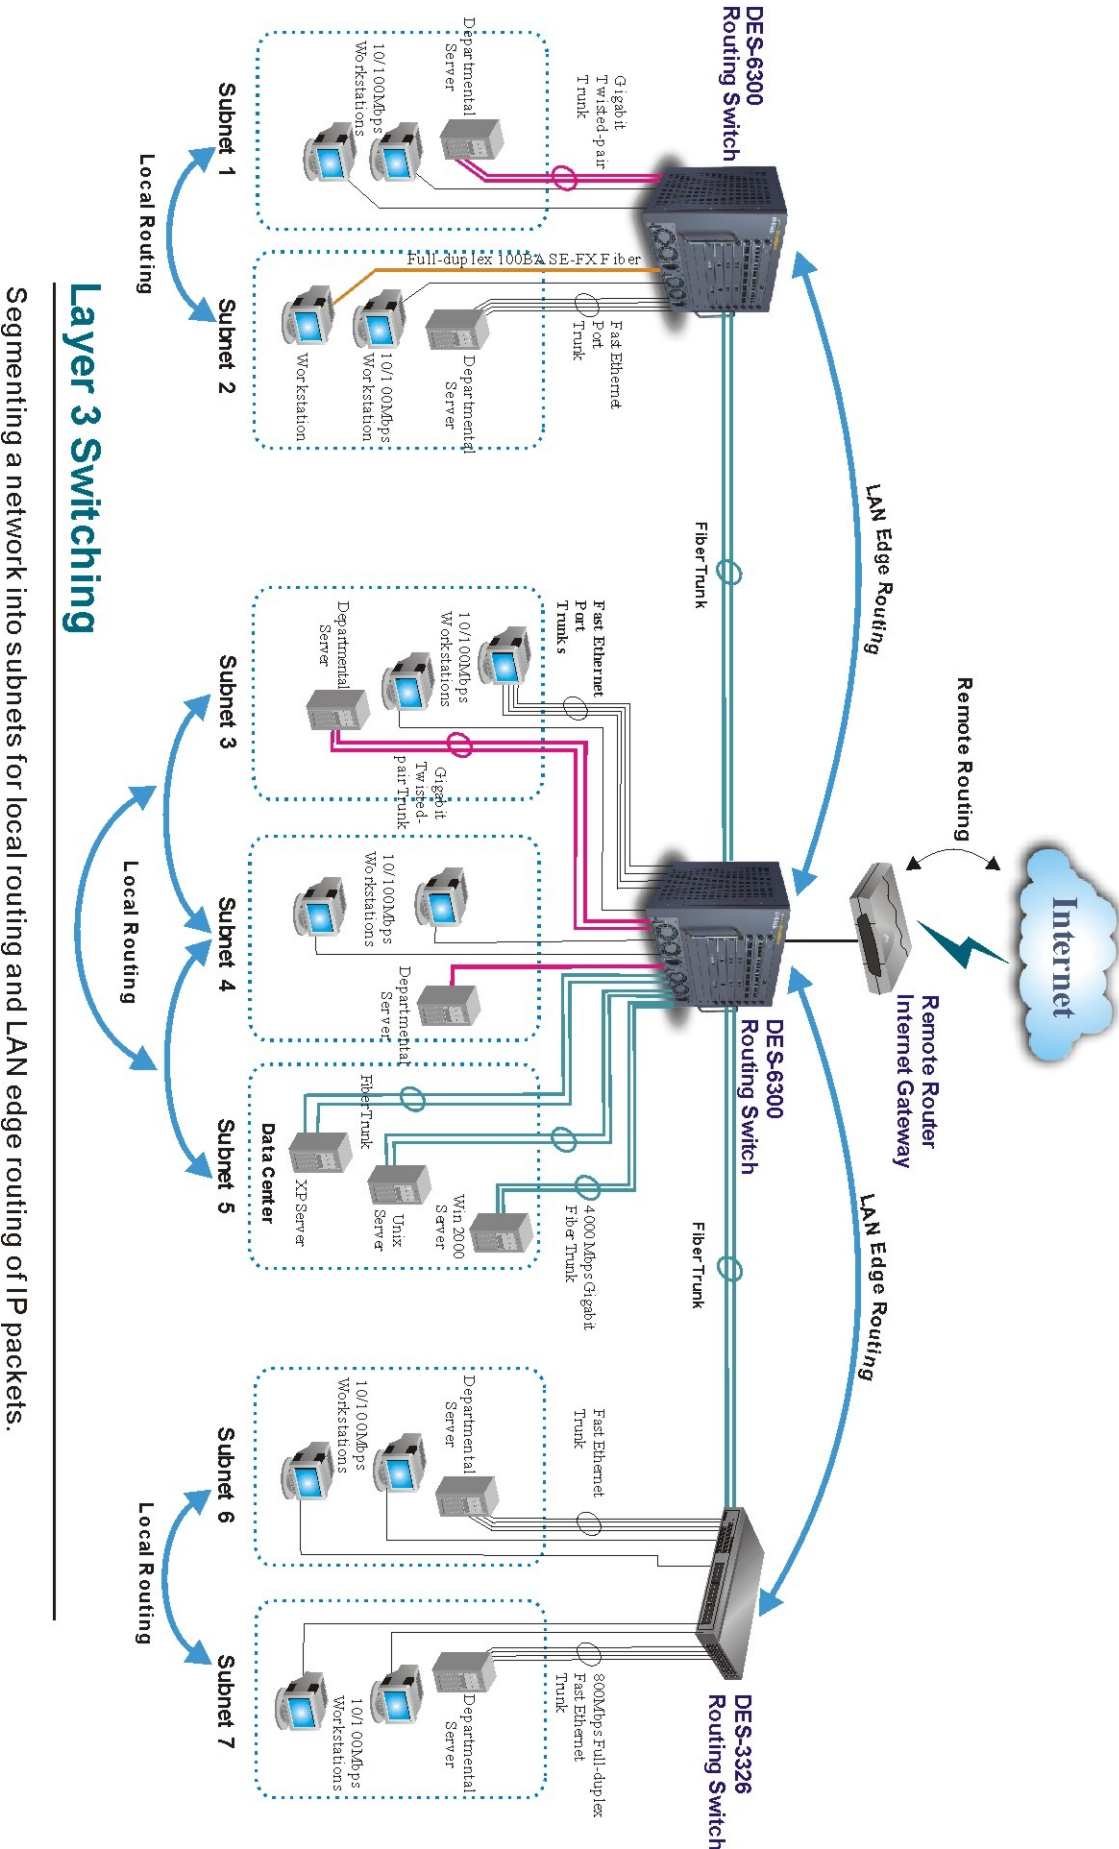 Internet
Remote Routing
Remote Router
Internet Gateway
LAN Edge Routing
LAN Edge Routing
DES-6300
Routing Switch
DES-6300
Routing Switch
DES-3326
Routing Switch
Fiber Trunk
Fiber Trunk
Gigabit
Twisted-pair
Trunk
Departmental
Server
10/100Mbps
Workstations
Subnet 1
Full-duplex 100BASE-FX Fiber
Fast Ethernet
Port
Trunk
Departmental
Server
10/100Mbps
Workstation
Workstation
Subnet 2
Local Routing
Fast Ethernet
Port
Trunks
10/100Mbps
Workstations
Departmental
Server
Gigabit
Twisted-
pair Trunk
Subnet 3
10/100Mbps
Workstations
Departmental
Server
Subnet 4
4000Mbps Gigabit
Fiber Trunk
Win 2000
Server
Unix
Server
Fiber Trunk
XP Server
Data Center
Subnet 5
Local Routing
Fast Ethernet
Trunk
Departmental
Server
10/100Mbps
Workstations
Subnet 6
800Mbps Full-duplex
Fast Ethernet
Trunk
Departmental
Server
10/100Mbps
Workstations
Subnet 7
Local Routing
Layer 3 Switching
Segmenting a network into subnets for local routing and LAN edge routing of IP packets.